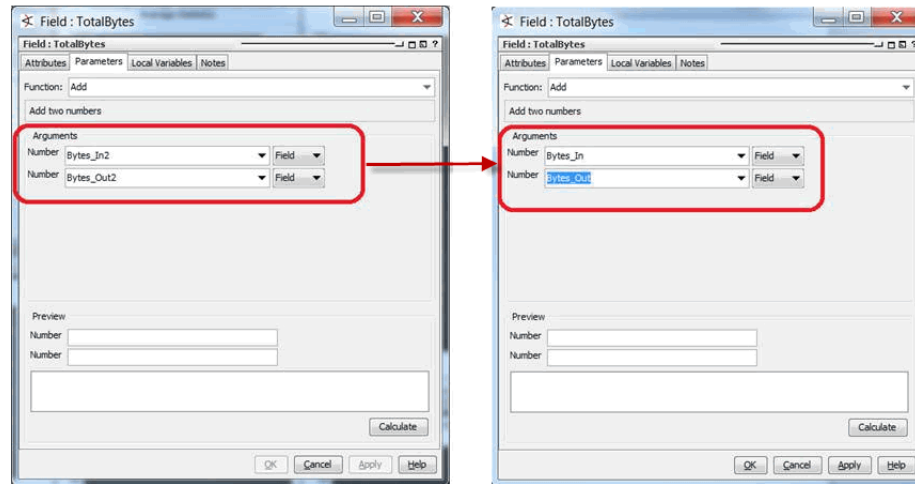 Field : TotalBytes
Field : TotalBytes
Attributes Parameters Local Variables Notes
Function: Add
Add two numbers
Arguments
Number Bytes_In2 Field
Number Bytes_Out2 Field
Preview
Number
Number
Calculate
OK Cancel Apply Help
Field : TotalBytes
Field : TotalBytes
Attributes Parameters Local Variables Notes
Function: Add
Add two numbers
Arguments
Number Bytes_In Field
Number Bytes_Out Field
Preview
Number
Number
Calculate
OK Cancel Apply Help